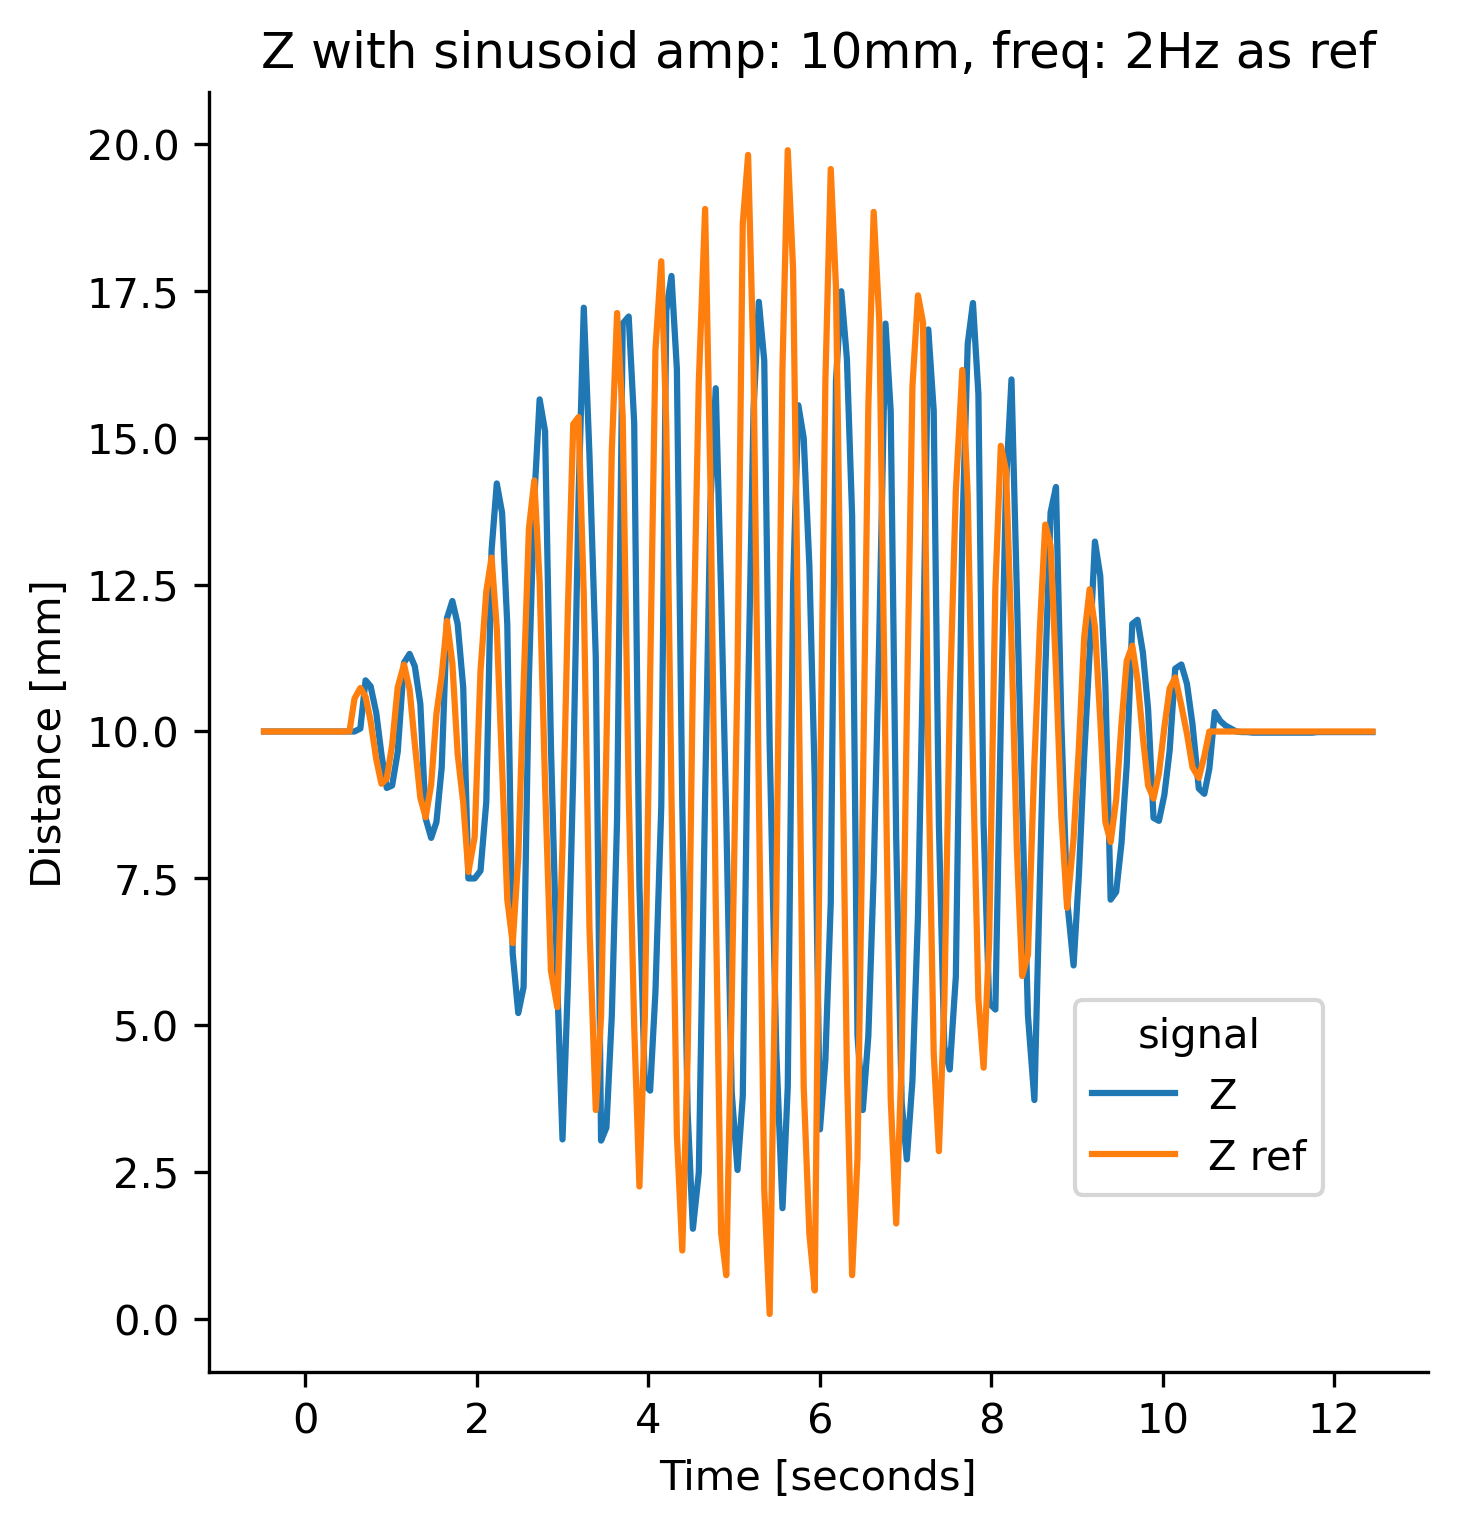 Z with sinusoid amp: 10mm, freq: 2Hz as ref
20.0
17.5
15.0
12.5
10.0
7.5
5.0
2.5
0.0
Distance [mm]
signal
Z
Z ref
0 2 4 6 8 10 12
Time [seconds]